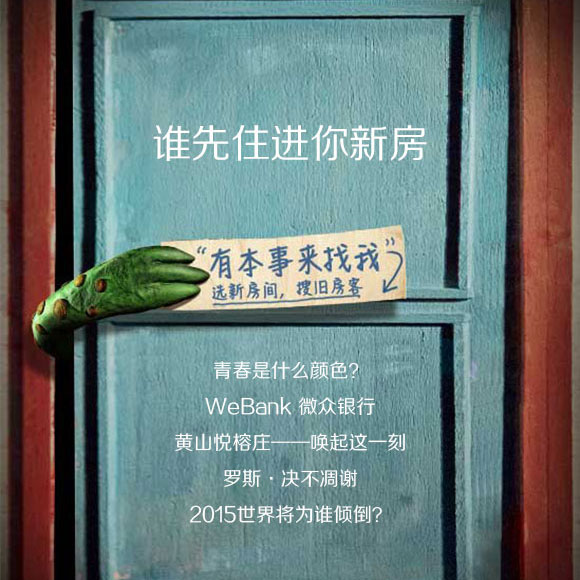 谁先住进你新房
“有本事来找我”
选新房间，搜旧房客
青春是什么颜色？
WeBank 微众银行
黄山悦榕庄——唤起这一刻
罗斯·决不凋谢
2015世界将为谁倾倒？